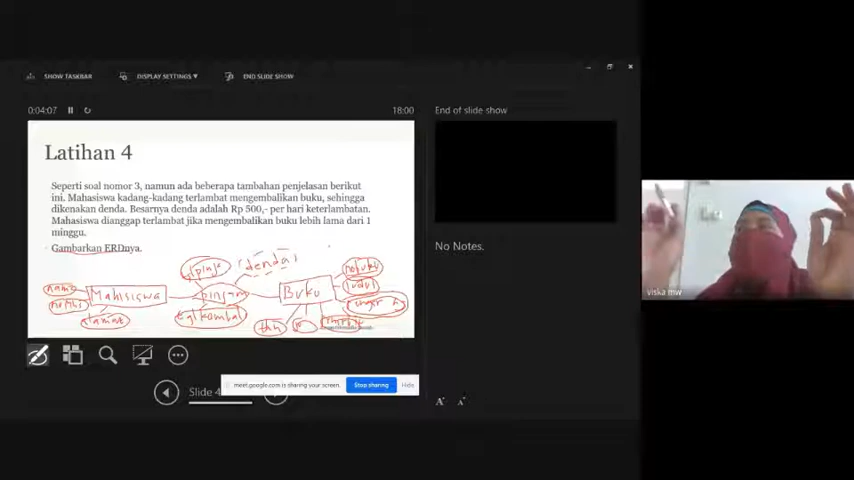 SHOW TASKBAR
DISPLAY SETTINGS ▼
END SLIDE SHOW
0:04:07
18:00
End of slide show
Latihan 4
Seperti soal nomor 3, namun ada beberapa tambahan penjelasan berikut
ini. Mahasiswa kadang-kadang terlambat mengembalikan buku, sehingga
dikenakan denda. Besarnya denda adalah Rp 500,- per hari keterlambatan.
Mahasiswa dianggap terlambat jika mengembalikan buku lebih lama dari 1
minggu.
Gambarkan ERDnya.
denda
nama
Mahasiswa
pinjam
Buku
nobuku
judul
alamat
tgl kembali
thn
No Notes.
viska mw
Slide 4
meet.google.com is sharing your screen.
Stop sharing
Hide
A A